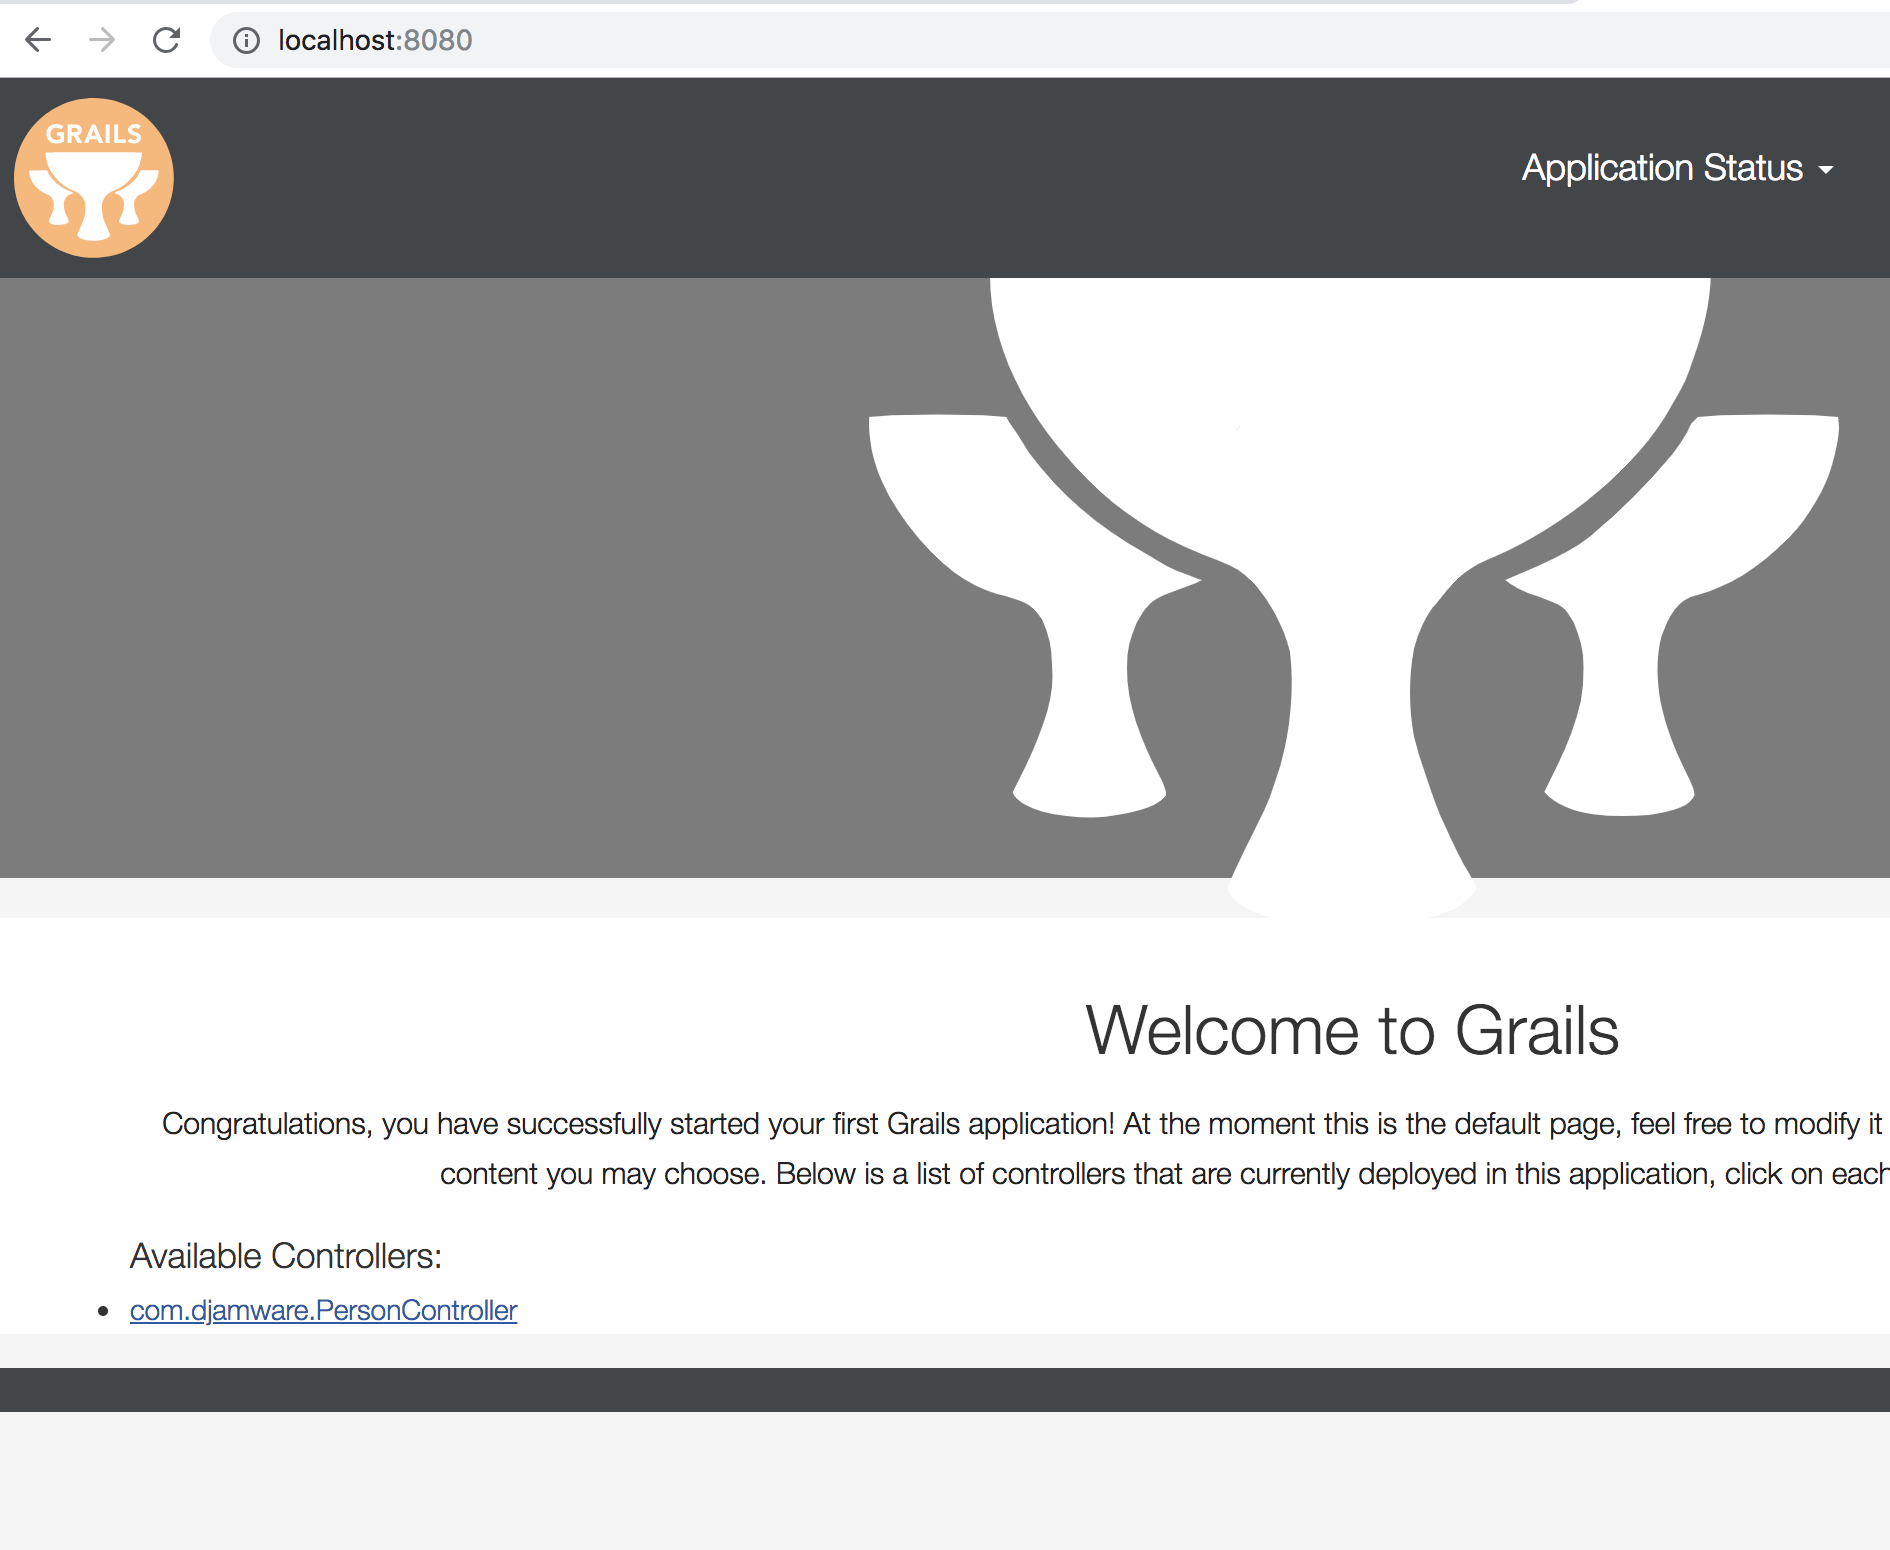 localhost:8080
GRAILS
Application Status
Welcome to Grails
Congratulations, you have successfully started your first Grails application! At the moment this is the default page, feel free to modify it
content you may choose. Below is a list of controllers that are currently deployed in this application, click on each
Available Controllers:
com.djamware.PersonController